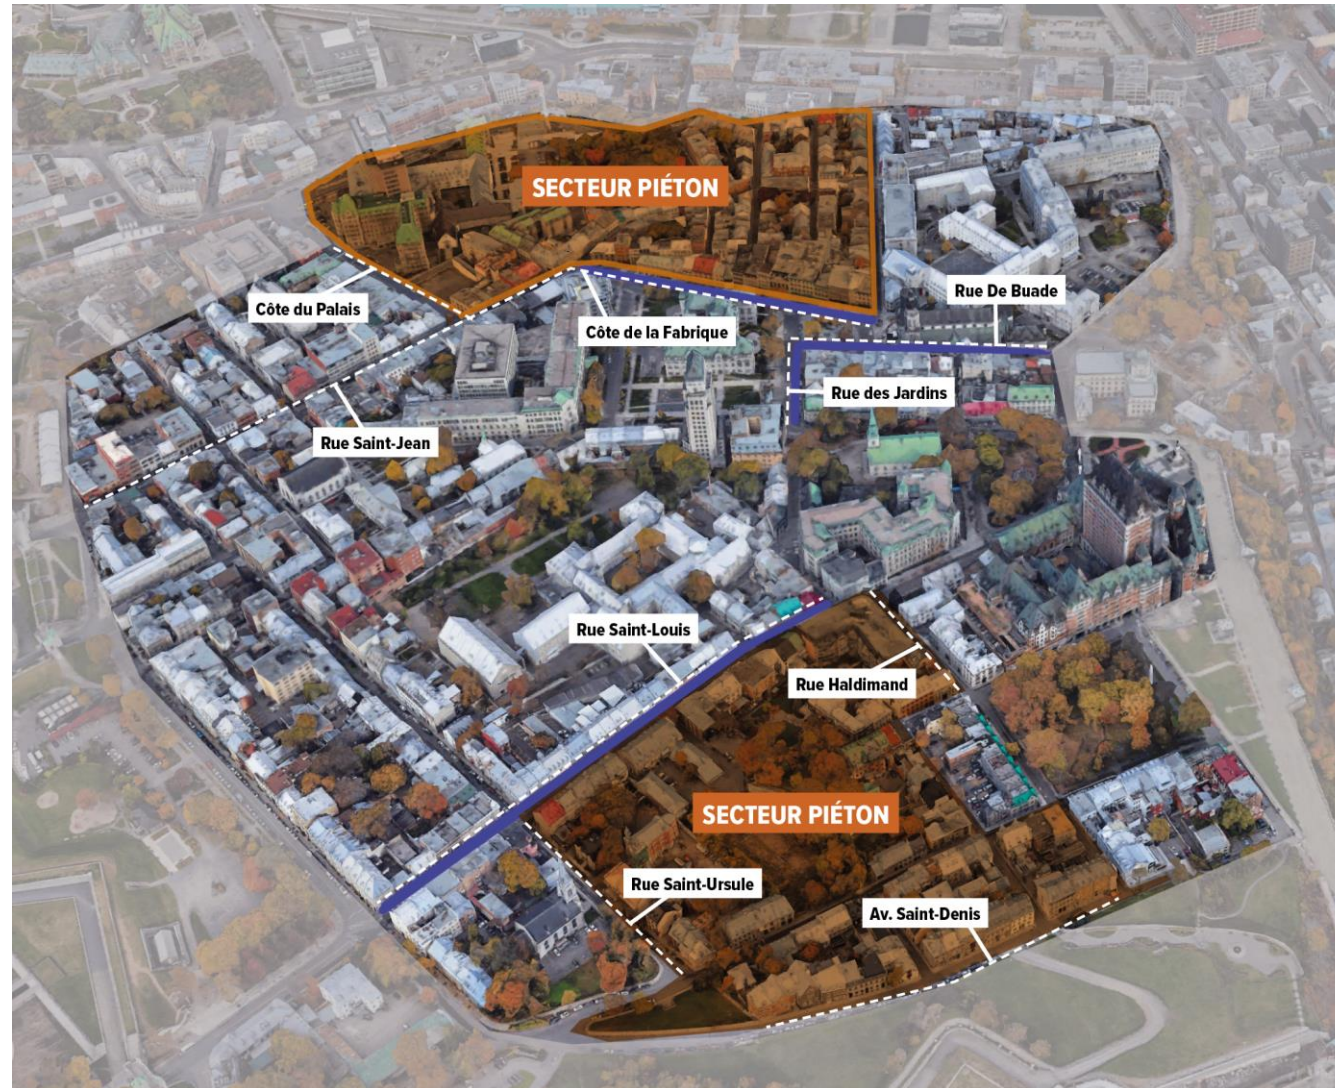 SECTEUR PIÉTON
Rue De Buade
Côte du Palais
Côte de la Fabrique
Rue des Jardins
Rue Saint-Jean
Rue Saint-Louis
Rue Haldimand
SECTEUR PIÉTON
Rue Saint-Ursule
Av. Saint-Denis